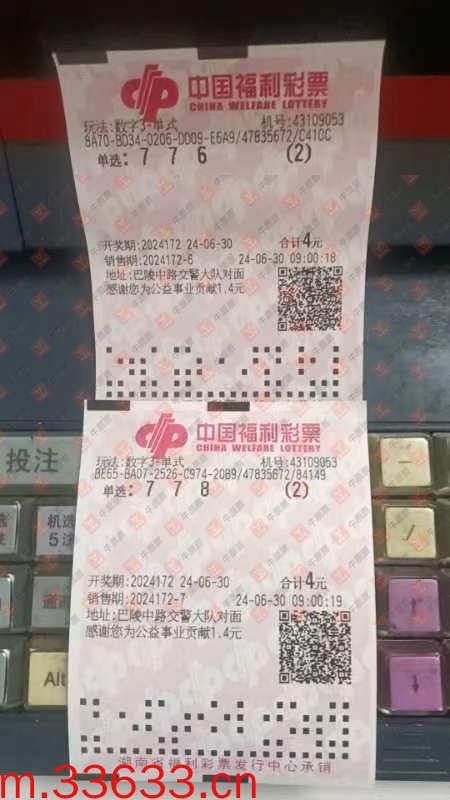 中国福利彩票
CHINA WELFARE LOTTERY
玩法:数字3-单式 机号:43109053
8A70-BD34-0206-DD09-E6A9/47835672/C410C
单选: 7 7 6 (2)
开奖期:2024172 24-06-30 合计4元
销售期:2024172-6 24-06-30 09:00:18
地址:巴陵中路交警大队对面
感谢您为公益事业贡献1.4元
中国福利彩票
CHINA WELFARE LOTTERY
玩法:数字3-单式 机号:43109053
BE65-BA07-2526-C974-20B9/47835672/84149
单选: 7 7 8 (2)
开奖期:2024172 24-06-30 合计4元
销售期:2024172-7 24-06-30 09:00:19
地址:巴陵中路交警大队对面
感谢您为公益事业贡献1.4元
湖南省福利彩票发行中心承销
投注
机选
5注
Alt
m.33633.cn